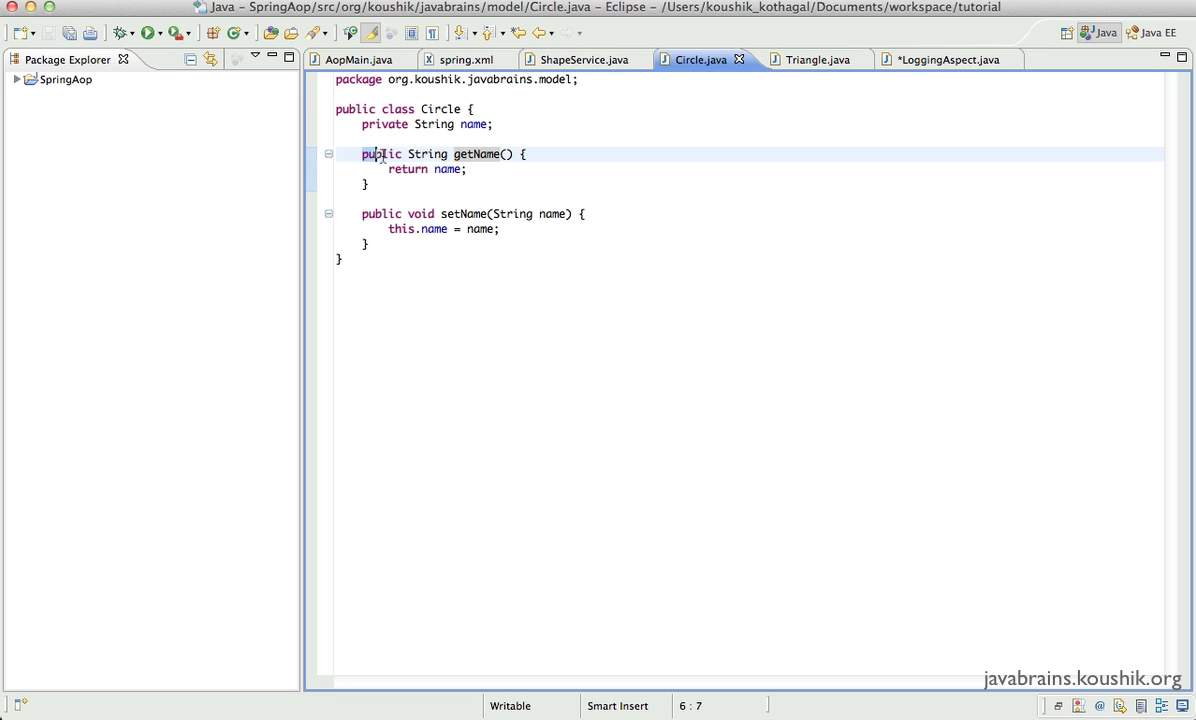 Java - SpringAop/src/org/koushik/javabrains/model/Circle.java - Eclipse - /Users/koushik_kothagal/Documents/workspace/tutorial
Java
Java EE
Package Explorer
AopMain.java
spring.xml
ShapeService.java
Circle.java
Triangle.java
*LoggingAspect.java
SpringAop
package org.koushik.javabrains.model;
public class Circle {
private String name;
public String getName() {
return name;
}
public void setName(String name) {
this.name = name;
}
}
javabrains.koushik.org
Writable
Smart Insert
6 : 7